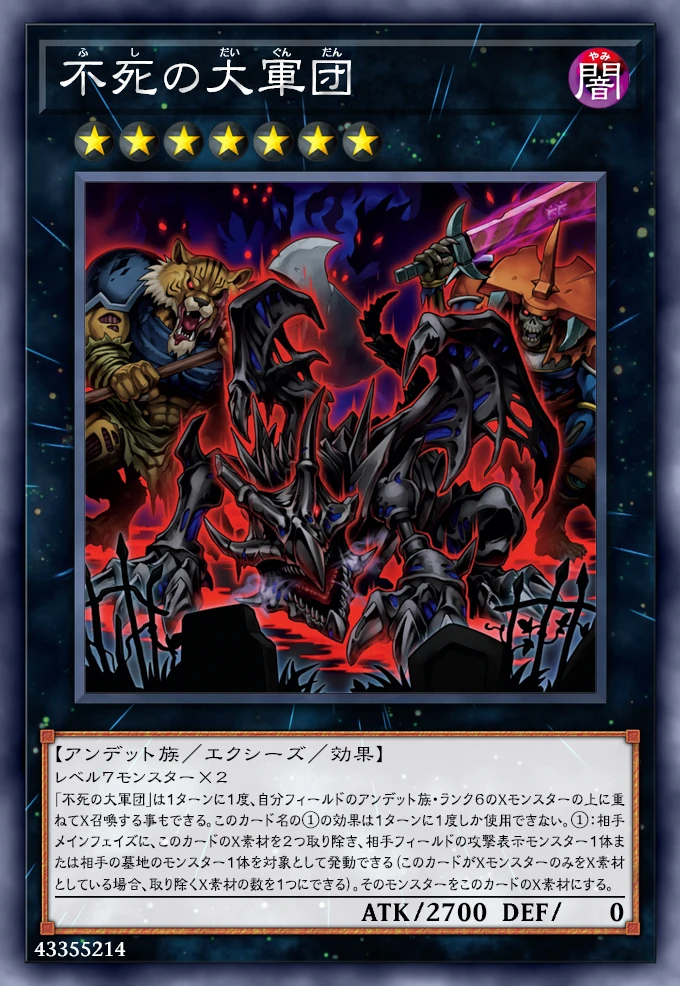 ふ し だい ぐん だん
不死の大軍団
やみ
闇
【アンデット族／エクシーズ／効果】
レベル7モンスター×2
「不死の大軍団」は1ターンに1度、自分フィールドのアンデット族・ランク6のXモンスターの上に重
ねてX召喚する事もできる。このカード名の①の効果は1ターンに1度しか使用できない。①：相手
メインフェイズに、このカードのX素材を2つ取り除き、相手フィールドの攻撃表示モンスター1体ま
たは相手の墓地のモンスター1体を対象として発動できる(このカードがXモンスターのみをX素材
としている場合、取り除くX素材の数を1つにできる)。そのモンスターをこのカードのX素材にする。
ATK/2700 DEF/ 0
43355214